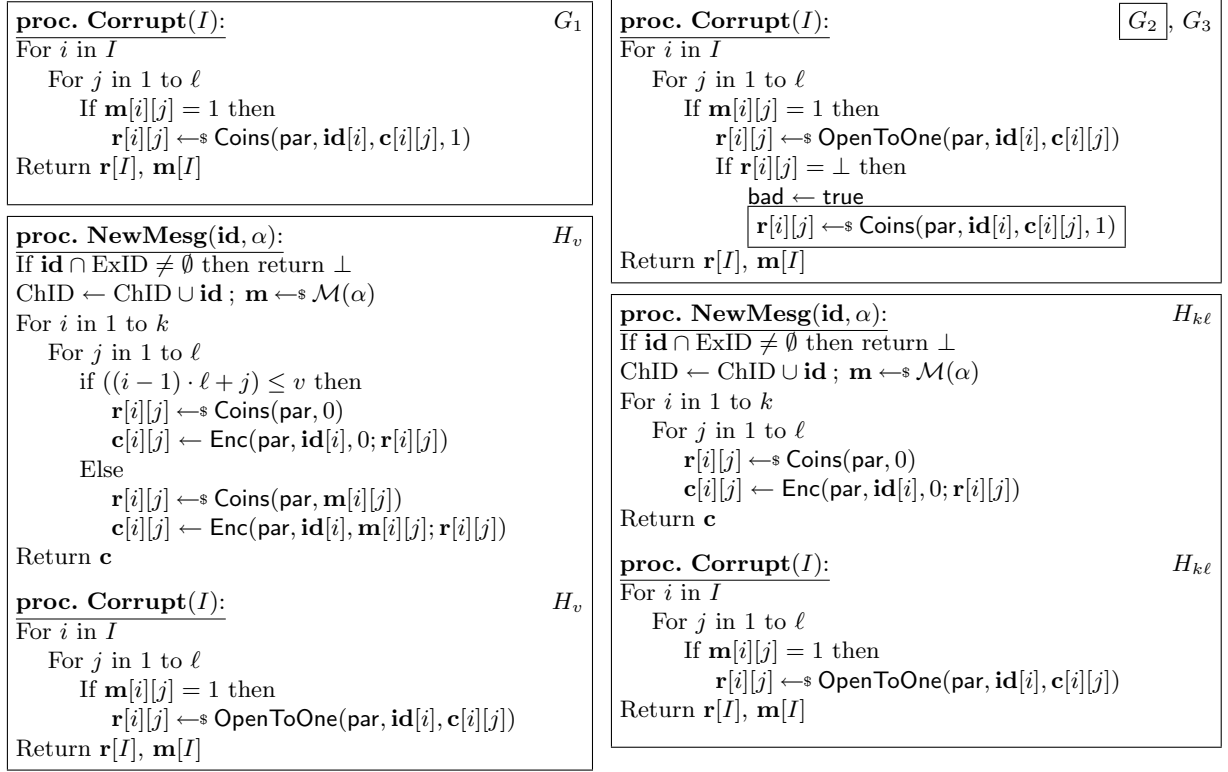 proc. Corrupt(I): G₁
For i in I
For j in 1 to ℓ
If m[i][j] = 1 then
r[i][j] ←$ Coins(par, id[i], c[i][j], 1)
Return r[I], m[I]
proc. NewMesg(id, α): H_v
If id ∩ ExID ≠ ∅ then return ⊥
ChID ← ChID ∪ id ; m ←$ M(α)
For i in 1 to k
For j in 1 to ℓ
if ((i − 1) · ℓ + j) ≤ v then
r[i][j] ←$ Coins(par, 0)
c[i][j] ← Enc(par, id[i], 0; r[i][j])
Else
r[i][j] ←$ Coins(par, m[i][j])
c[i][j] ← Enc(par, id[i], m[i][j]; r[i][j])
Return c
proc. Corrupt(I): H_v
For i in I
For j in 1 to ℓ
If m[i][j] = 1 then
r[i][j] ←$ OpenToOne(par, id[i], c[i][j])
Return r[I], m[I]
proc. Corrupt(I): G₂, G₃
For i in I
For j in 1 to ℓ
If m[i][j] = 1 then
r[i][j] ←$ OpenToOne(par, id[i], c[i][j])
If r[i][j] = ⊥ then
bad ← true
r[i][j] ←$ Coins(par, id[i], c[i][j], 1)
Return r[I], m[I]
proc. NewMesg(id, α): H_{kℓ}
If id ∩ ExID ≠ ∅ then return ⊥
ChID ← ChID ∪ id ; m ←$ M(α)
For i in 1 to k
For j in 1 to ℓ
r[i][j] ←$ Coins(par, 0)
c[i][j] ← Enc(par, id[i], 0; r[i][j])
Return c
proc. Corrupt(I): H_{kℓ}
For i in I
For j in 1 to ℓ
If m[i][j] = 1 then
r[i][j] ←$ OpenToOne(par, id[i], c[i][j])
Return r[I], m[I]